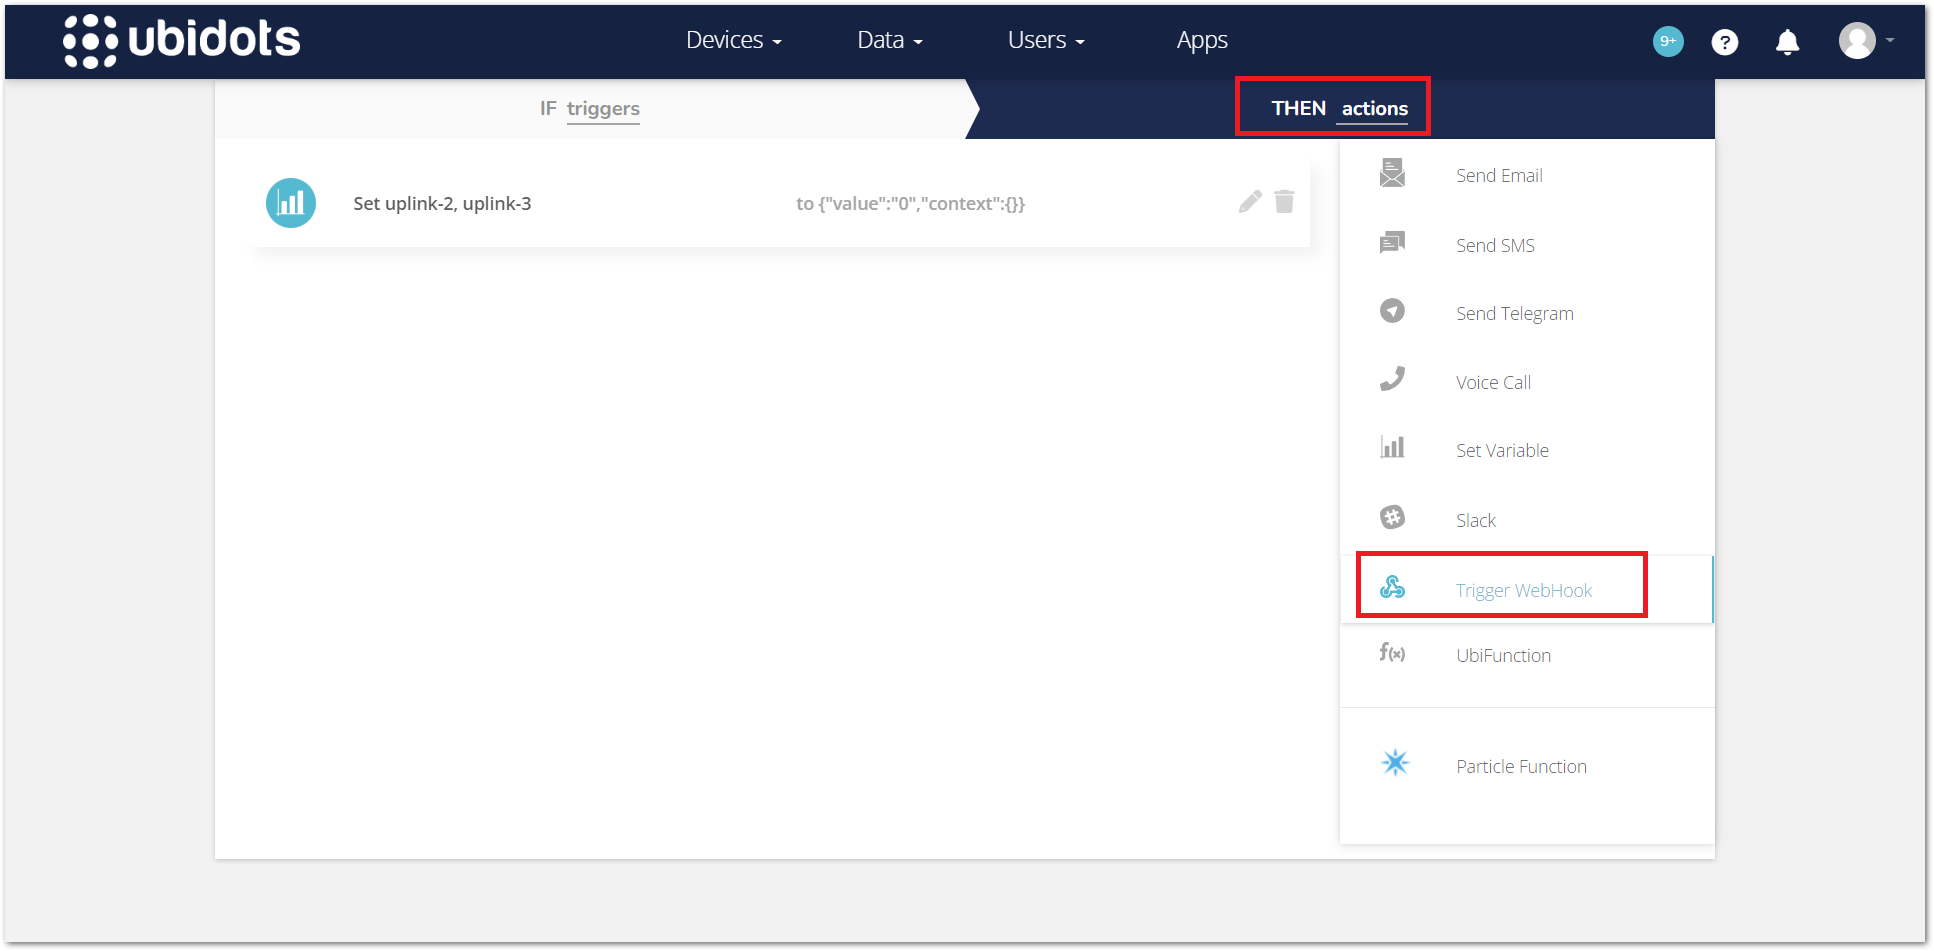 ubidots Devices Data Users Apps 9+ ?
IF triggers THEN actions
Set uplink-2, uplink-3 to {"value":"0","context":{}}
Send Email
Send SMS
Send Telegram
Voice Call
Set Variable
Slack
Trigger WebHook
f(x) UbiFunction
Particle Function